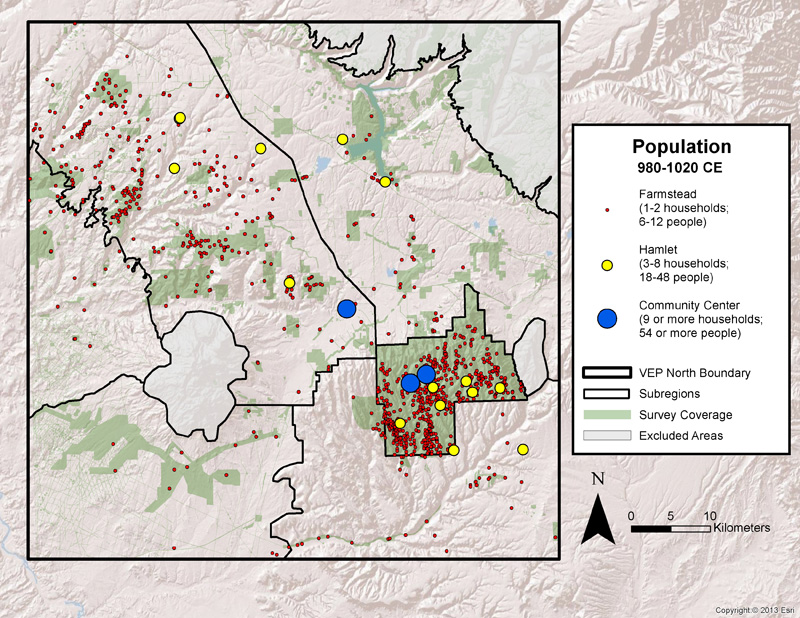 Population
980-1020 CE
Farmstead
(1-2 households;
6-12 people)
Hamlet
(3-8 households;
18-48 people)
Community Center
(9 or more households;
54 or more people)
VEP North Boundary
Subregions
Survey Coverage
Excluded Areas
N
0 5 10
Kilometers
Copyright:© 2013 Esri